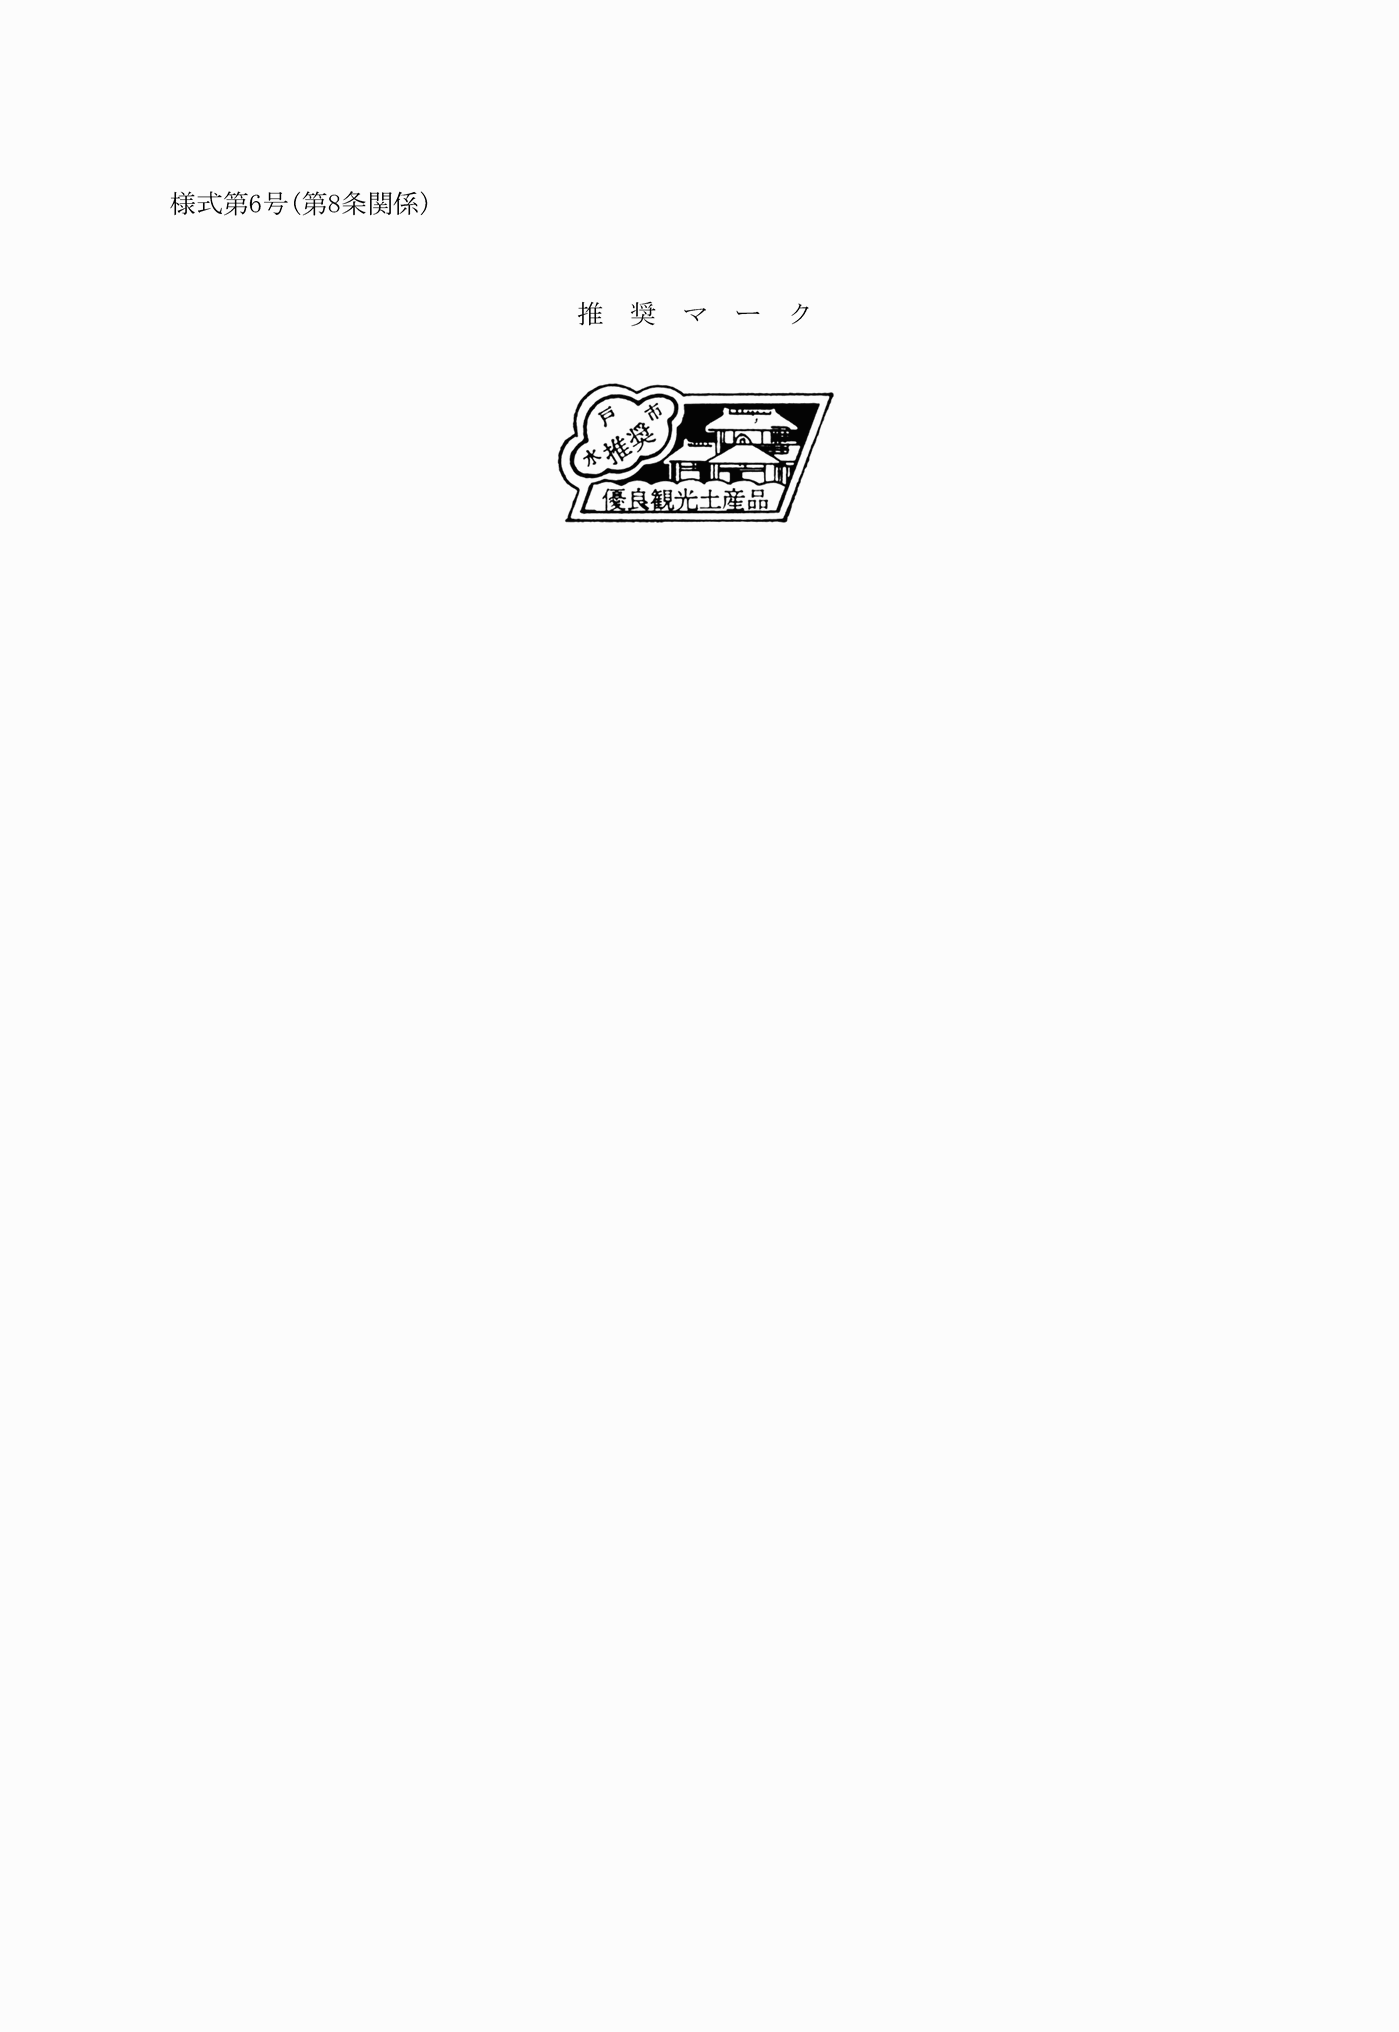 様式第6号(第8条関係)
推　奨　マ　ー　ク
水戸市
推奨
優良観光土産品